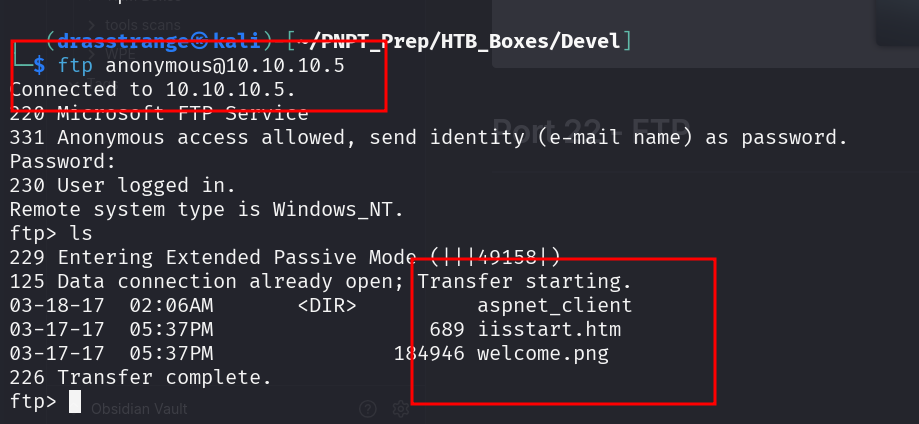 tools scans
(drasstrange㉿kali) [~/PNPT_Prep/HTB_Boxes/Devel]
└─$ ftp anonymous@10.10.10.5
Connected to 10.10.10.5.
220 Microsoft FTP Service
331 Anonymous access allowed, send identity (e-mail name) as password.
Password:
230 User logged in.
Remote system type is Windows_NT.
ftp> ls
229 Entering Extended Passive Mode (|||49158|)
125 Data connection already open; Transfer starting.
03-18-17  02:06AM       <DIR>          aspnet_client
03-17-17  05:37PM                  689 iisstart.htm
03-17-17  05:37PM               184946 welcome.png
226 Transfer complete.
ftp>
Obsidian Vault